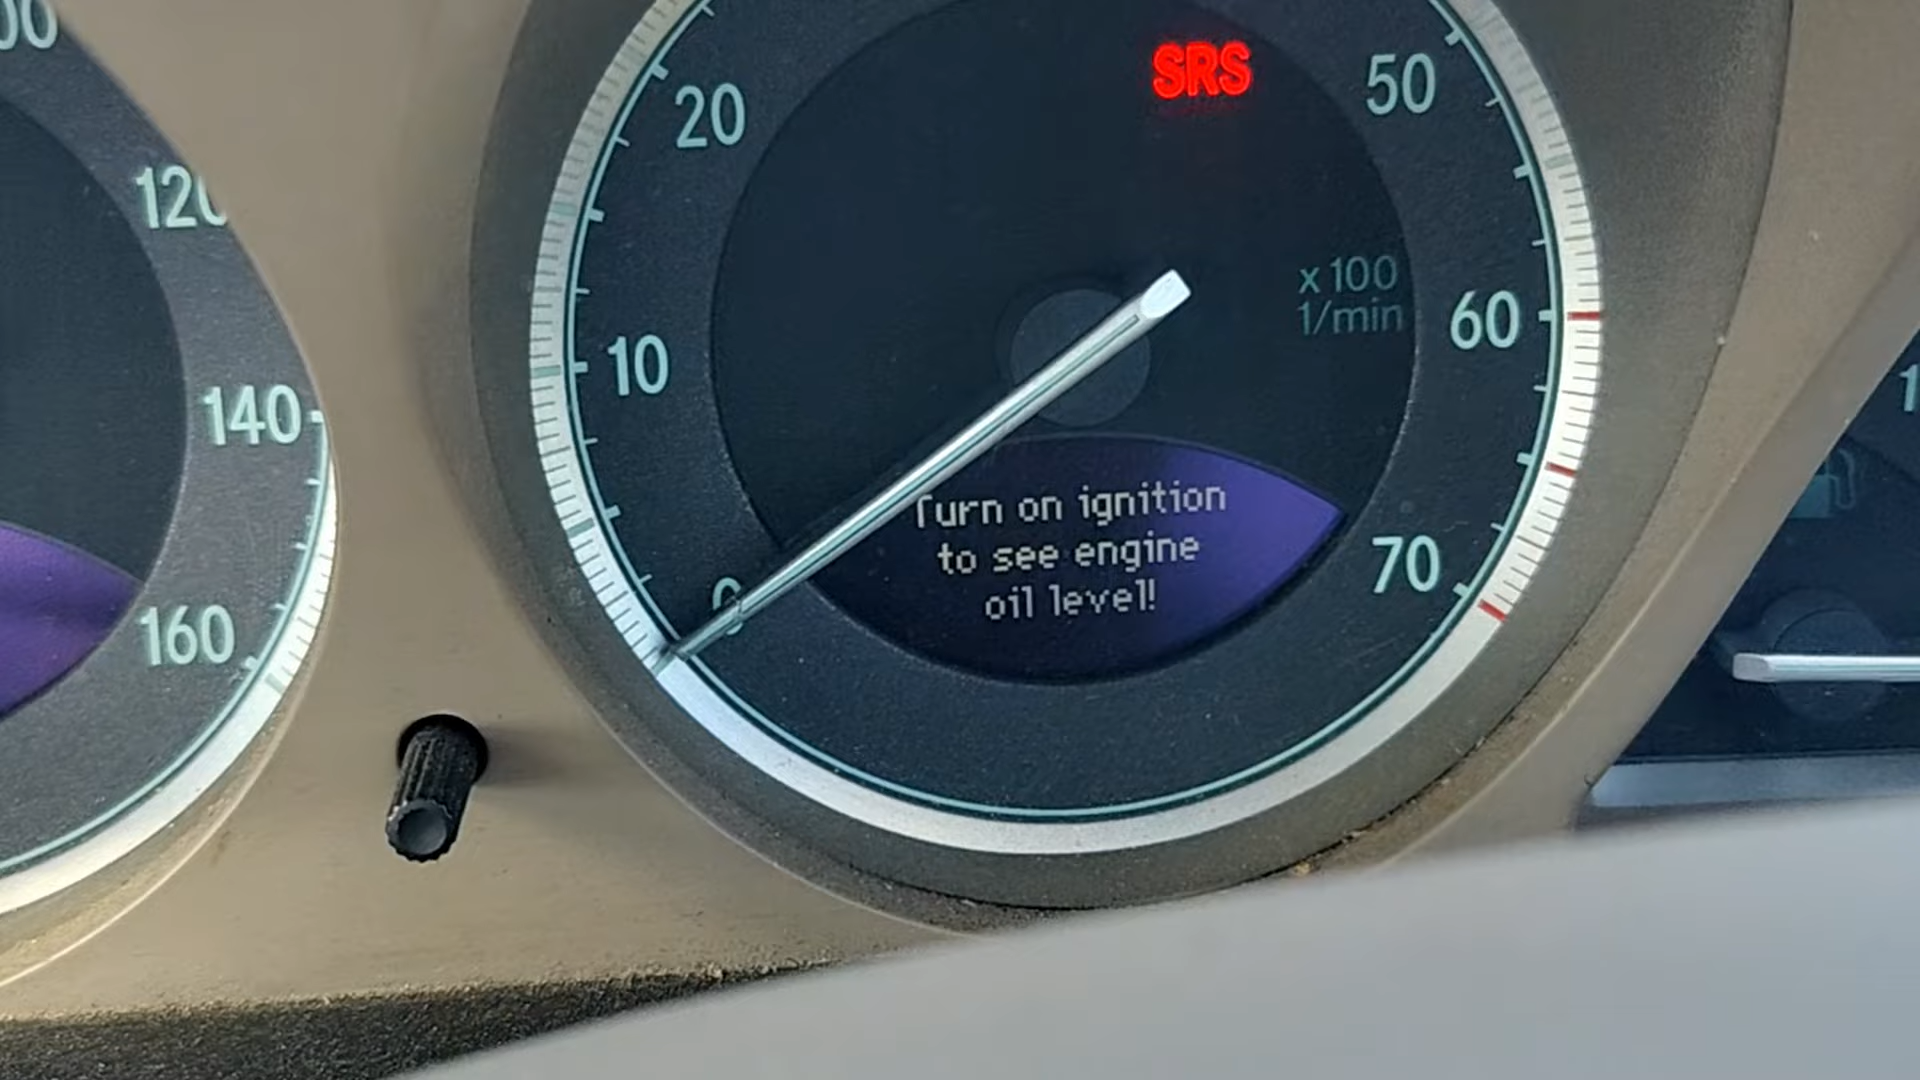 120
140
160
0
10
20
50
60
70
SRS
x 100
1/min
Turn on ignition
to see engine
oil level!